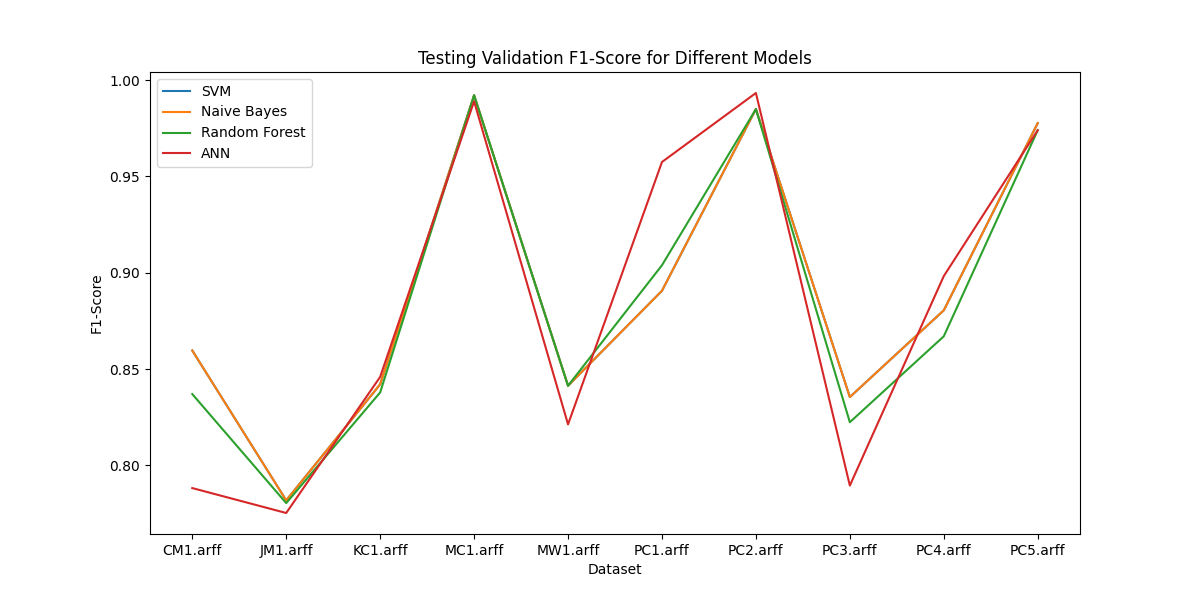 Testing Validation F1-Score for Different Models
SVM
Naive Bayes
Random Forest
ANN
1.00
0.95
0.90
0.85
0.80
F1-Score
CM1.arff JM1.arff KC1.arff MC1.arff MW1.arff PC1.arff PC2.arff PC3.arff PC4.arff PC5.arff
Dataset